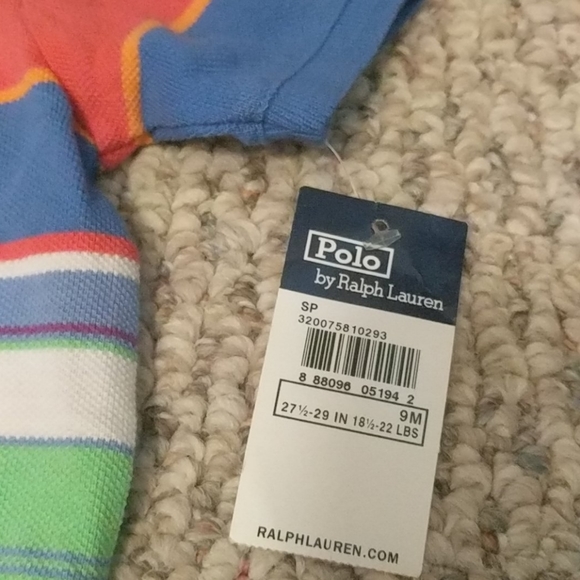 Polo
by Ralph Lauren
SP
320075810293
8 88096 05194 2
9M
27½-29 IN 18½-22 LBS
RALPHLAUREN.COM